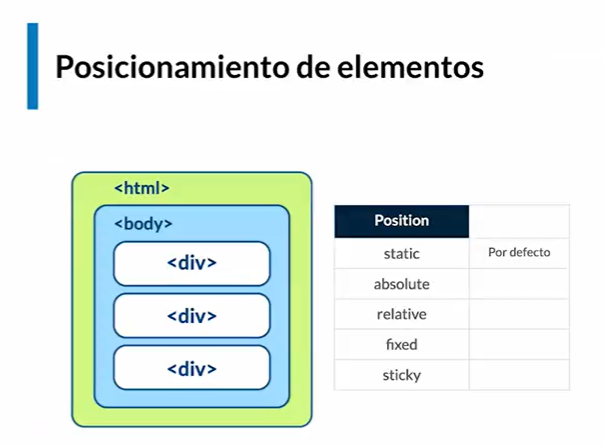 Posicionamiento de elementos
<html>
<body>
<div>
<div>
<div>
Position
static Por defecto
absolute
relative
fixed
sticky